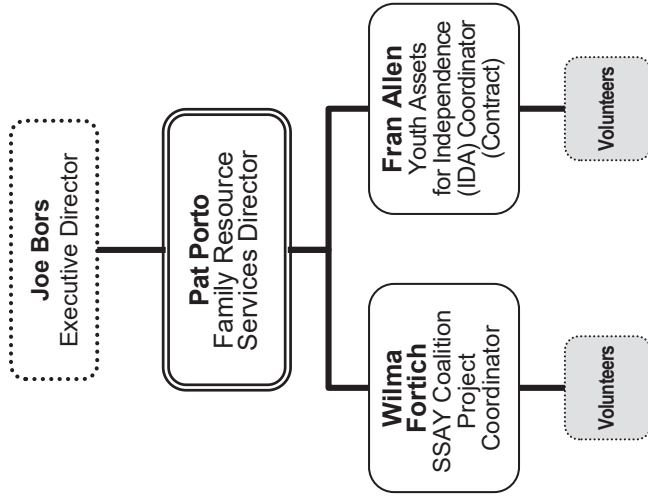 Joe Bors
Executive Director
Pat Porto
Family Resource
Services Director
Wilma
Fortich
SSAY Coalition
Project
Coordinator
Fran Allen
Youth Assets
for Independence
(IDA) Coordinator
(Contract)
Volunteers
Volunteers